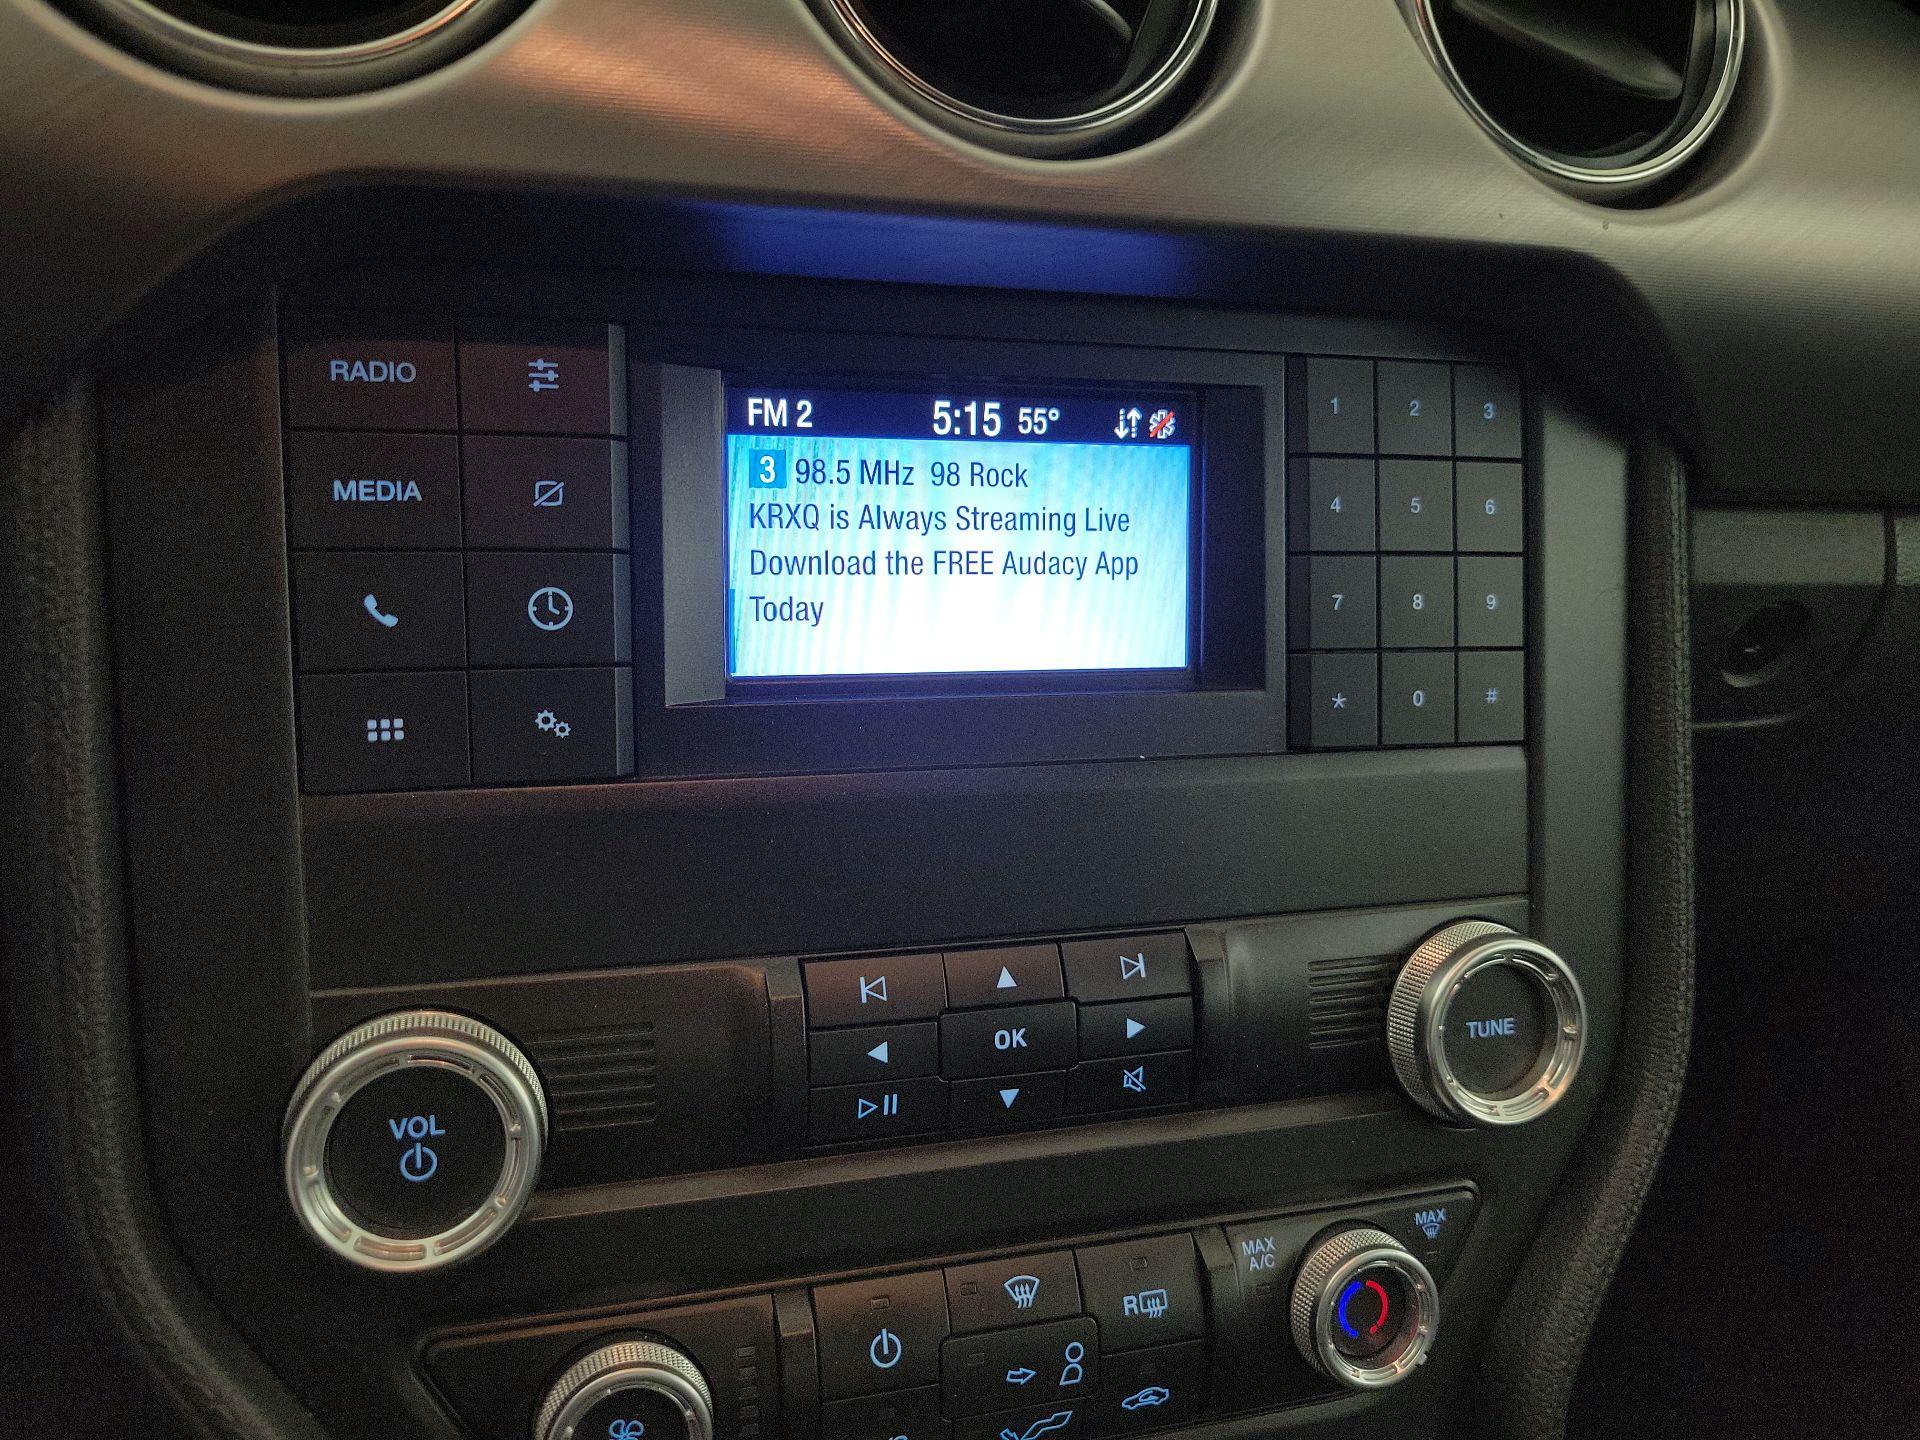 RADIO
MEDIA
FM 2 5:15 55°
3 98.5 MHz 98 Rock
KRXQ is Always Streaming Live
Download the FREE Audacy App
Today
1 2 3
4 5 6
7 8 9
* 0 #
OK
VOL
TUNE
MAX
A/C
MAX
R